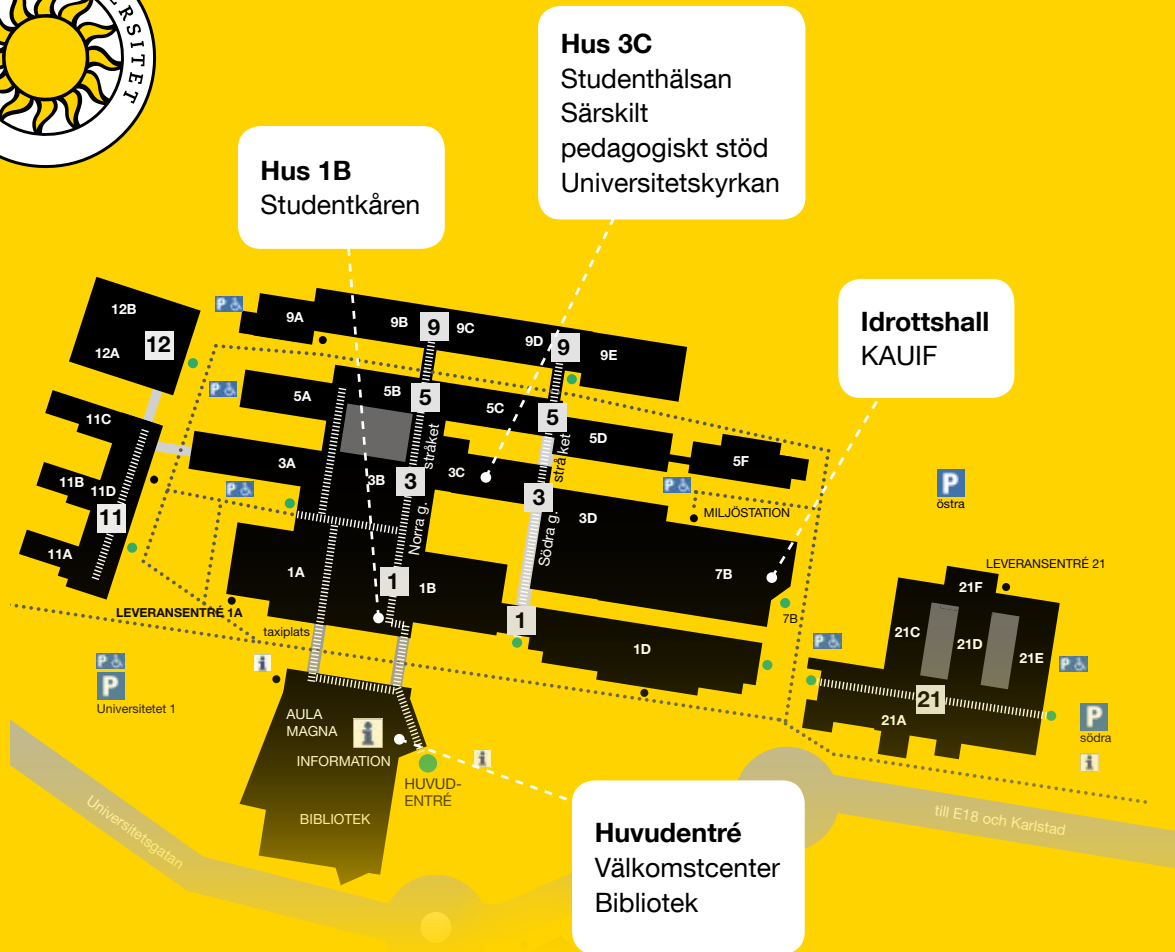 ERSITET
Hus 3C
Studenthälsan
Särskilt
pedagogiskt stöd
Universitetskyrkan
Hus 1B
Studentkåren
Idrottshall
KAUIF
12B
12A
12
P
9A
9B
9
9C
9D
9
9E
P
5A
5B
5
5C
5
5D
5F
11C
11B
11D
11
11A
3A
P
3B
3
3C
Norra g. stråket
3
Södra g. stråket
3D
P
MILJÖSTATION
P
östra
1A
1
1B
1
1D
7B
7B
LEVERANSENTRÉ 1A
taxiplats
LEVERANSENTRÉ 21
21F
21C
21D
21E
21
21A
P
P
P
P
Universitetet 1
P
södra
i
i
i
i
AULA
MAGNA
INFORMATION
HUVUD-
ENTRÉ
BIBLIOTEK
Universitetsgatan
till E18 och Karlstad
Huvudentré
Välkomstcenter
Bibliotek